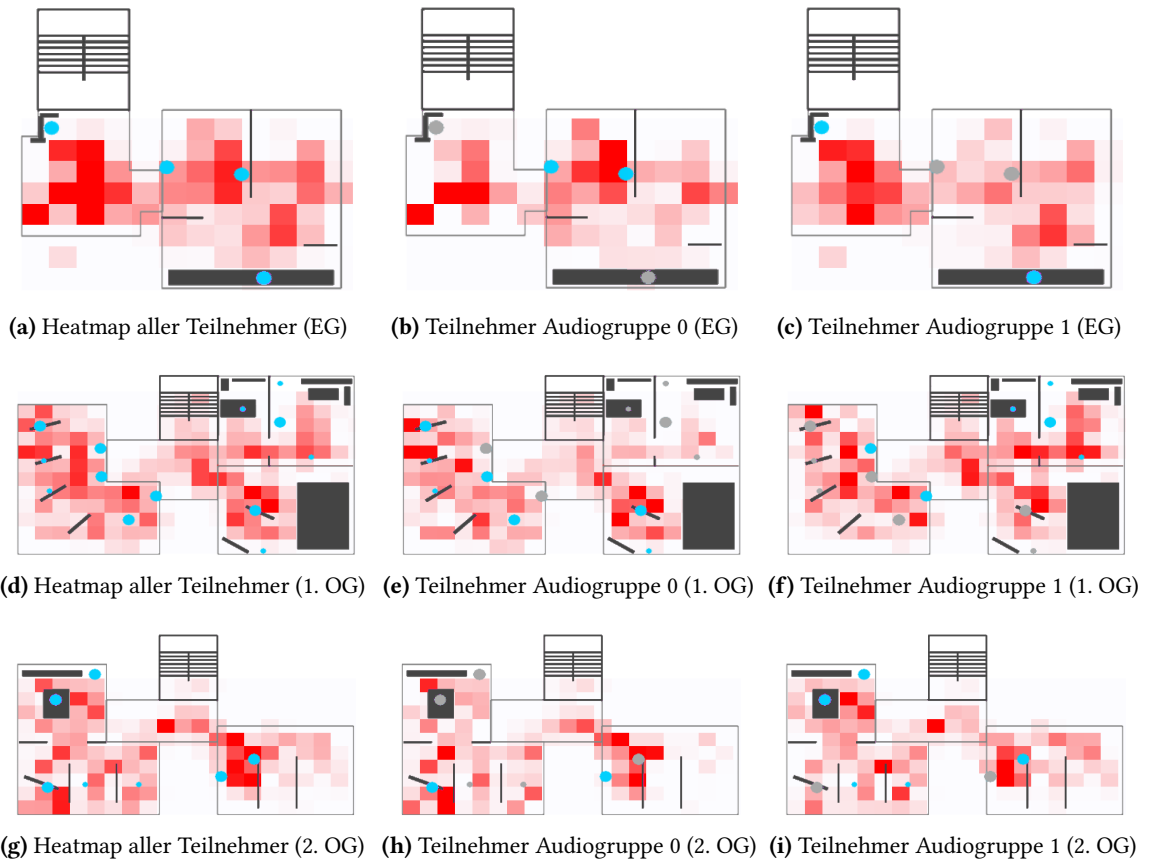 (a) Heatmap aller Teilnehmer (EG)
(b) Teilnehmer Audiogruppe 0 (EG)
(c) Teilnehmer Audiogruppe 1 (EG)
(d) Heatmap aller Teilnehmer (1. OG)
(e) Teilnehmer Audiogruppe 0 (1. OG)
(f) Teilnehmer Audiogruppe 1 (1. OG)
(g) Heatmap aller Teilnehmer (2. OG)
(h) Teilnehmer Audiogruppe 0 (2. OG)
(i) Teilnehmer Audiogruppe 1 (2. OG)